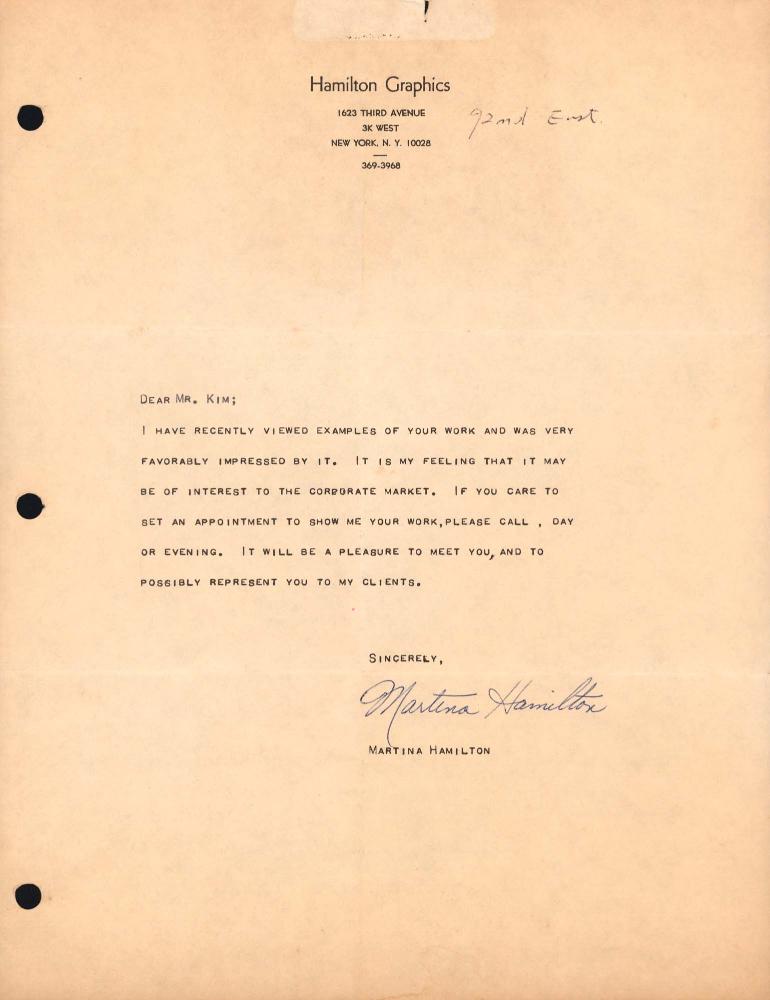 Hamilton Graphics
1623 THIRD AVENUE
3K WEST
NEW YORK, N. Y. 10028
369-3968
92nd East.
DEAR MR. KIM;
I HAVE RECENTLY VIEWED EXAMPLES OF YOUR WORK AND WAS VERY
FAVORABLY IMPRESSED BY IT. IT IS MY FEELING THAT IT MAY
BE OF INTEREST TO THE CORPORATE MARKET. IF YOU CARE TO
SET AN APPOINTMENT TO SHOW ME YOUR WORK,PLEASE CALL , DAY
OR EVENING. IT WILL BE A PLEASURE TO MEET YOU, AND TO
POSSIBLY REPRESENT YOU TO MY CLIENTS.
SINCERELY,
Martina Hamilton
MARTINA HAMILTON